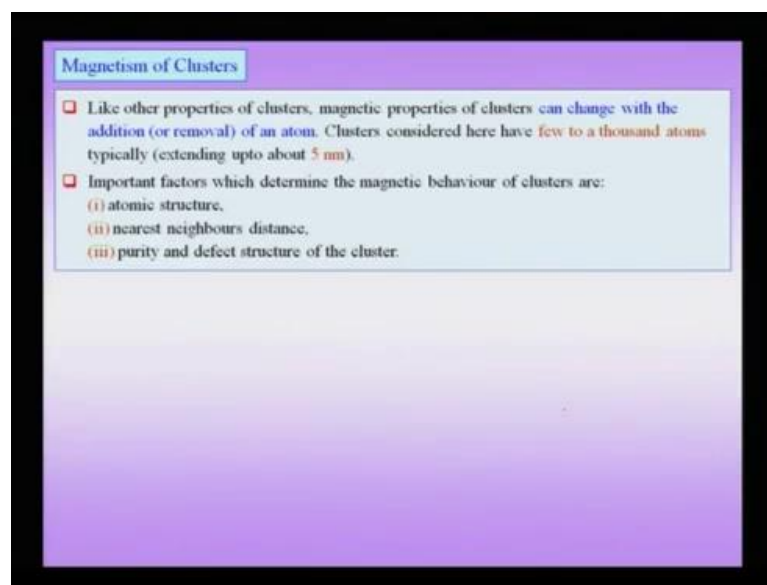 Magnetism of Clusters
Like other properties of clusters, magnetic properties of clusters can change with the
addition (or removal) of an atom. Clusters considered here have few to a thousand atoms
typically (extending upto about 5 nm).
Important factors which determine the magnetic behaviour of clusters are:
(i) atomic structure,
(ii) nearest neighbours distance,
(iii) purity and defect structure of the cluster.